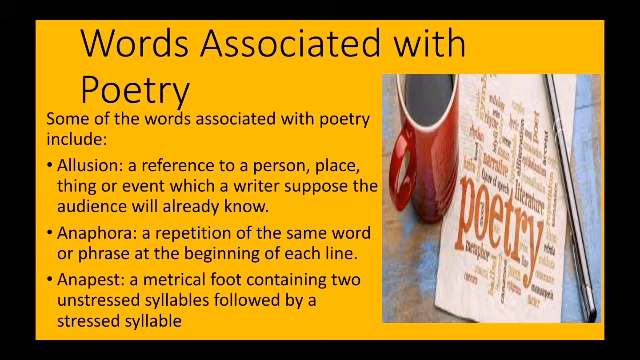 Words Associated with
Poetry
Some of the words associated with poetry
include:
• Allusion: a reference to a person, place,
thing or event which a writer suppose the
audience will already know.
• Anaphora: a repetition of the same word
or phrase at the beginning of each line.
• Anapest: a metrical foot containing two
unstressed syllables followed by a
stressed syllable
poetry
literature
narrative
metaphor